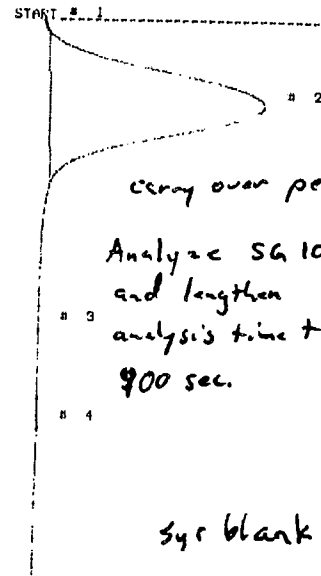 START # 1
# 2
carry over pe
Analyze SG 10
and lengthen
# 3
analysis time t
900 sec.
# 4
syr blank